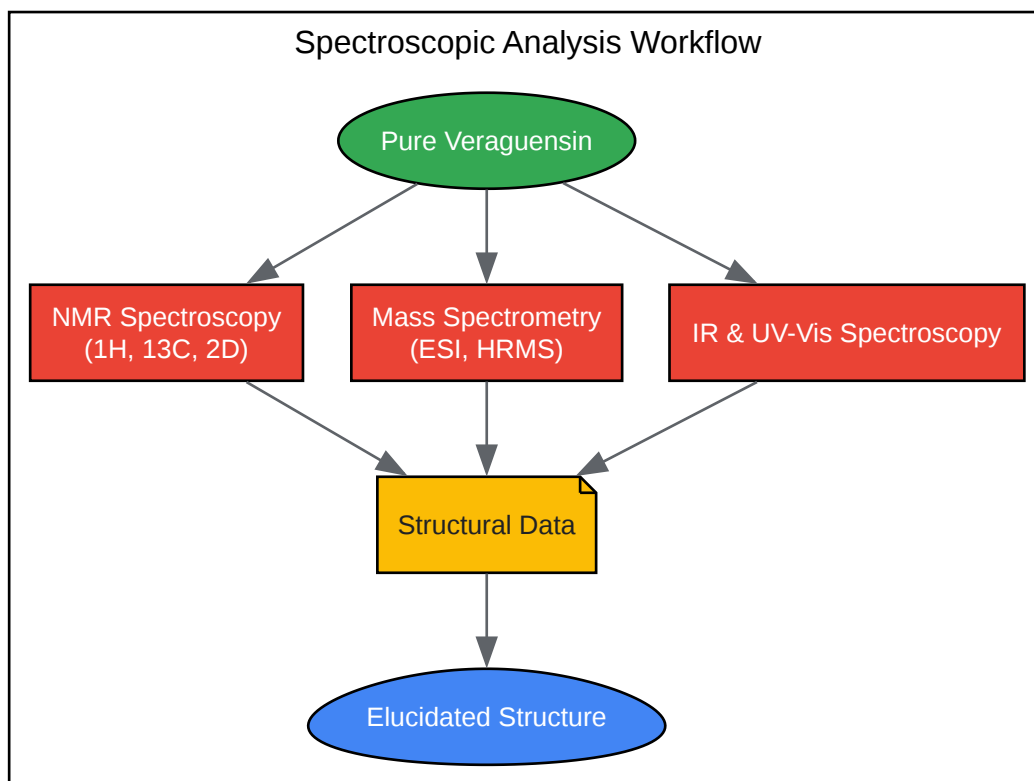 Spectroscopic Analysis Workflow
Pure Veraguensin
NMR Spectroscopy
(1H, 13C, 2D)
Mass Spectrometry
(ESI, HRMS)
IR & UV-Vis Spectroscopy
Structural Data
Elucidated Structure